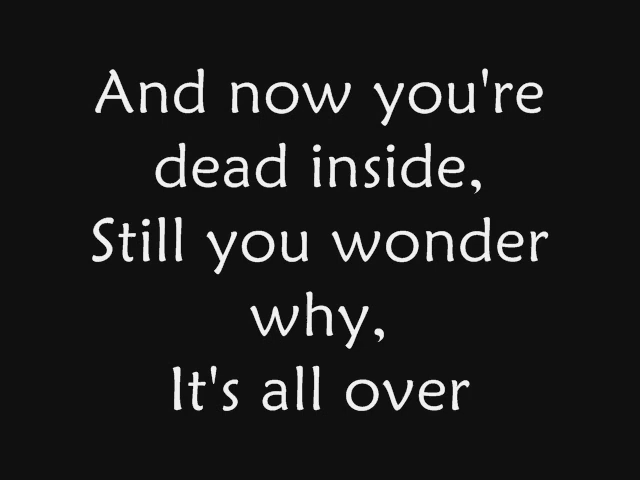 And now you're
dead inside,
Still you wonder
why,
It's all over